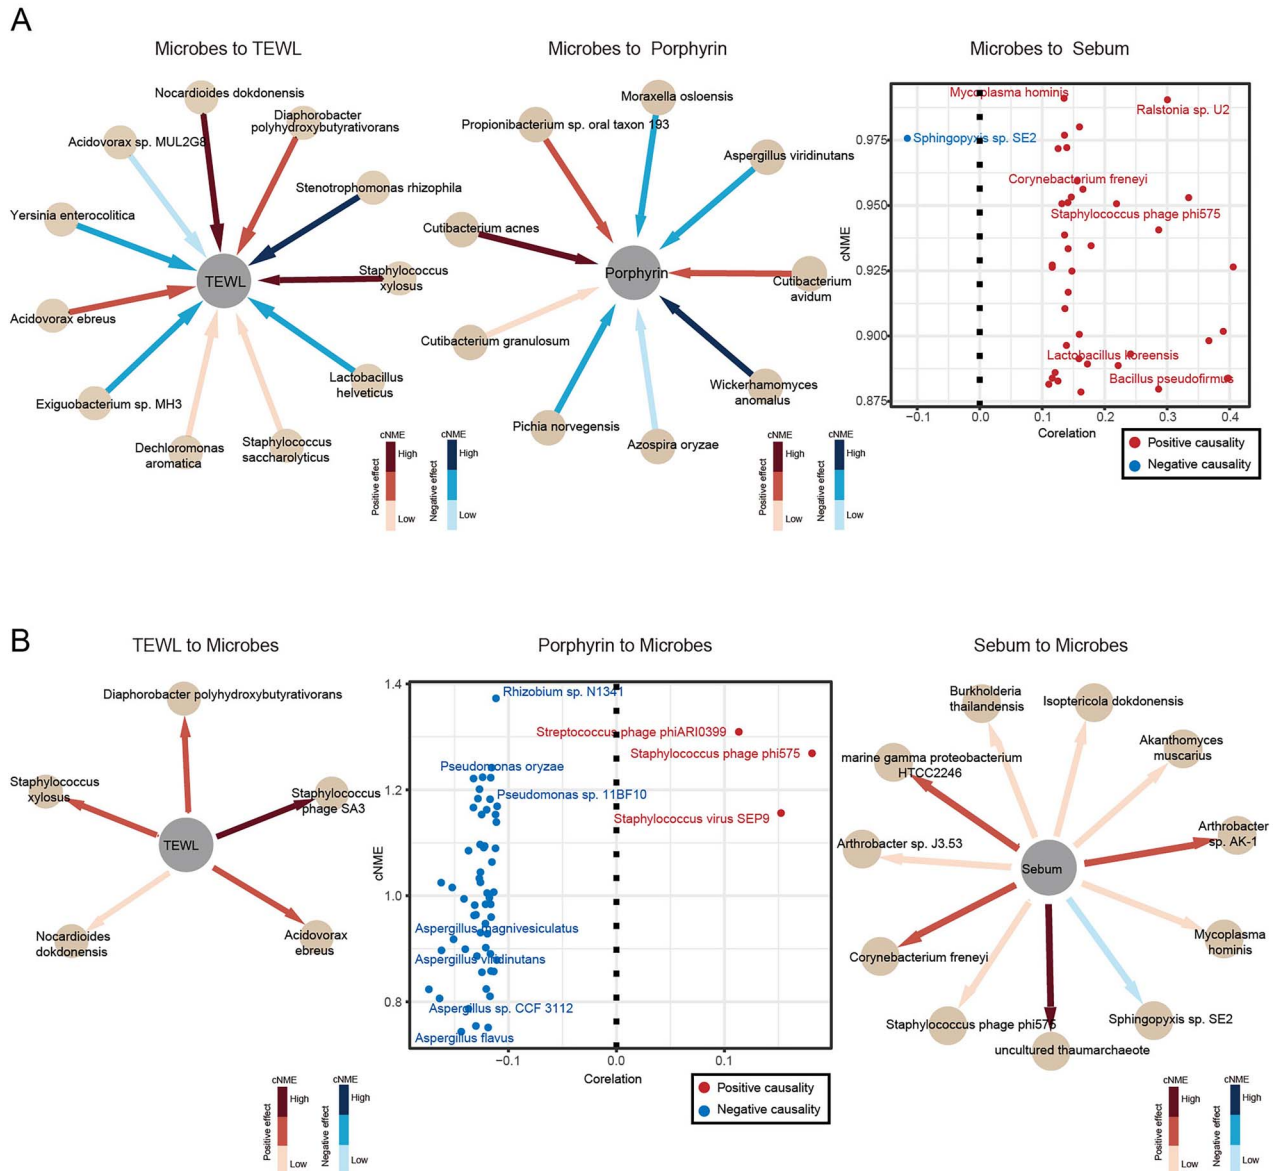 A
Microbes to TEWL
Nocardioides dokdonensis
Diaphorobacter
polyhydroxybutyrativorans
Acidovorax sp. MUL2G8
Stenotrophomonas rhizophila
Yersinia enterocolitica
Staphylococcus
xylosus
TEWL
Acidovorax ebreus
Lactobacillus
helveticus
Exiguobacterium sp. MH3
Dechloromonas
aromatica
Staphylococcus
saccharolyticus
cNME
High
Low
Positive effect
cNME
High
Low
Negative effect
Microbes to Porphyrin
Moraxella osloensis
Propionibacterium sp. oral taxon 193
Aspergillus viridinutans
Cutibacterium acnes
Porphyrin
Cutibacterium
avidum
Cutibacterium granulosum
Wickerhamomyces
anomalus
Pichia norvegensis
Azospira oryzae
cNME
High
Low
Positive effect
cNME
High
Low
Negative effect
Microbes to Sebum
Mycoplasma hominis
Ralstonia sp. U2
Sphingopyxis sp. SE2
Corynebacterium freneyi
Staphylococcus phage phi575
Lactobacillus koreensis
Bacillus pseudofirmus
cNME
0.975
0.950
0.925
0.900
0.875
−0.1
0.0
0.1
0.2
0.3
0.4
Corelation
Positive causality
Negative causality
B
TEWL to Microbes
Diaphorobacter polyhydroxybutyrativorans
Staphylococcus
xylosus
Staphylococcus
phage SA3
TEWL
Nocardioides
dokdonensis
Acidovorax
ebreus
cNME
High
Low
Positive effect
cNME
High
Low
Negative effect
Porphyrin to Microbes
Rhizobium sp. N1341
Streptococcus phage phiARI0399
Staphylococcus phage phi575
Pseudomonas oryzae
Pseudomonas sp. 11BF10
Staphylococcus virus SEP9
Aspergillus magnivesiculatus
Aspergillus viridinutans
Aspergillus sp. CCF 3112
Aspergillus flavus
cNME
1.4
1.2
1.0
0.8
−0.1
0.0
0.1
Corelation
Positive causality
Negative causality
Sebum to Microbes
Burkholderia
thailandensis
Isoptericola dokdonensis
Akanthomyces
muscarius
marine gamma proteobacterium
HTCC2246
Arthrobacter
sp. AK-1
Arthrobacter sp. J3.53
Sebum
Mycoplasma
hominis
Corynebacterium freneyi
Staphylococcus phage phi575
Sphingopyxis sp. SE2
uncultured thaumarchaeote
cNME
High
Low
Positive effect
cNME
High
Low
Negative effect